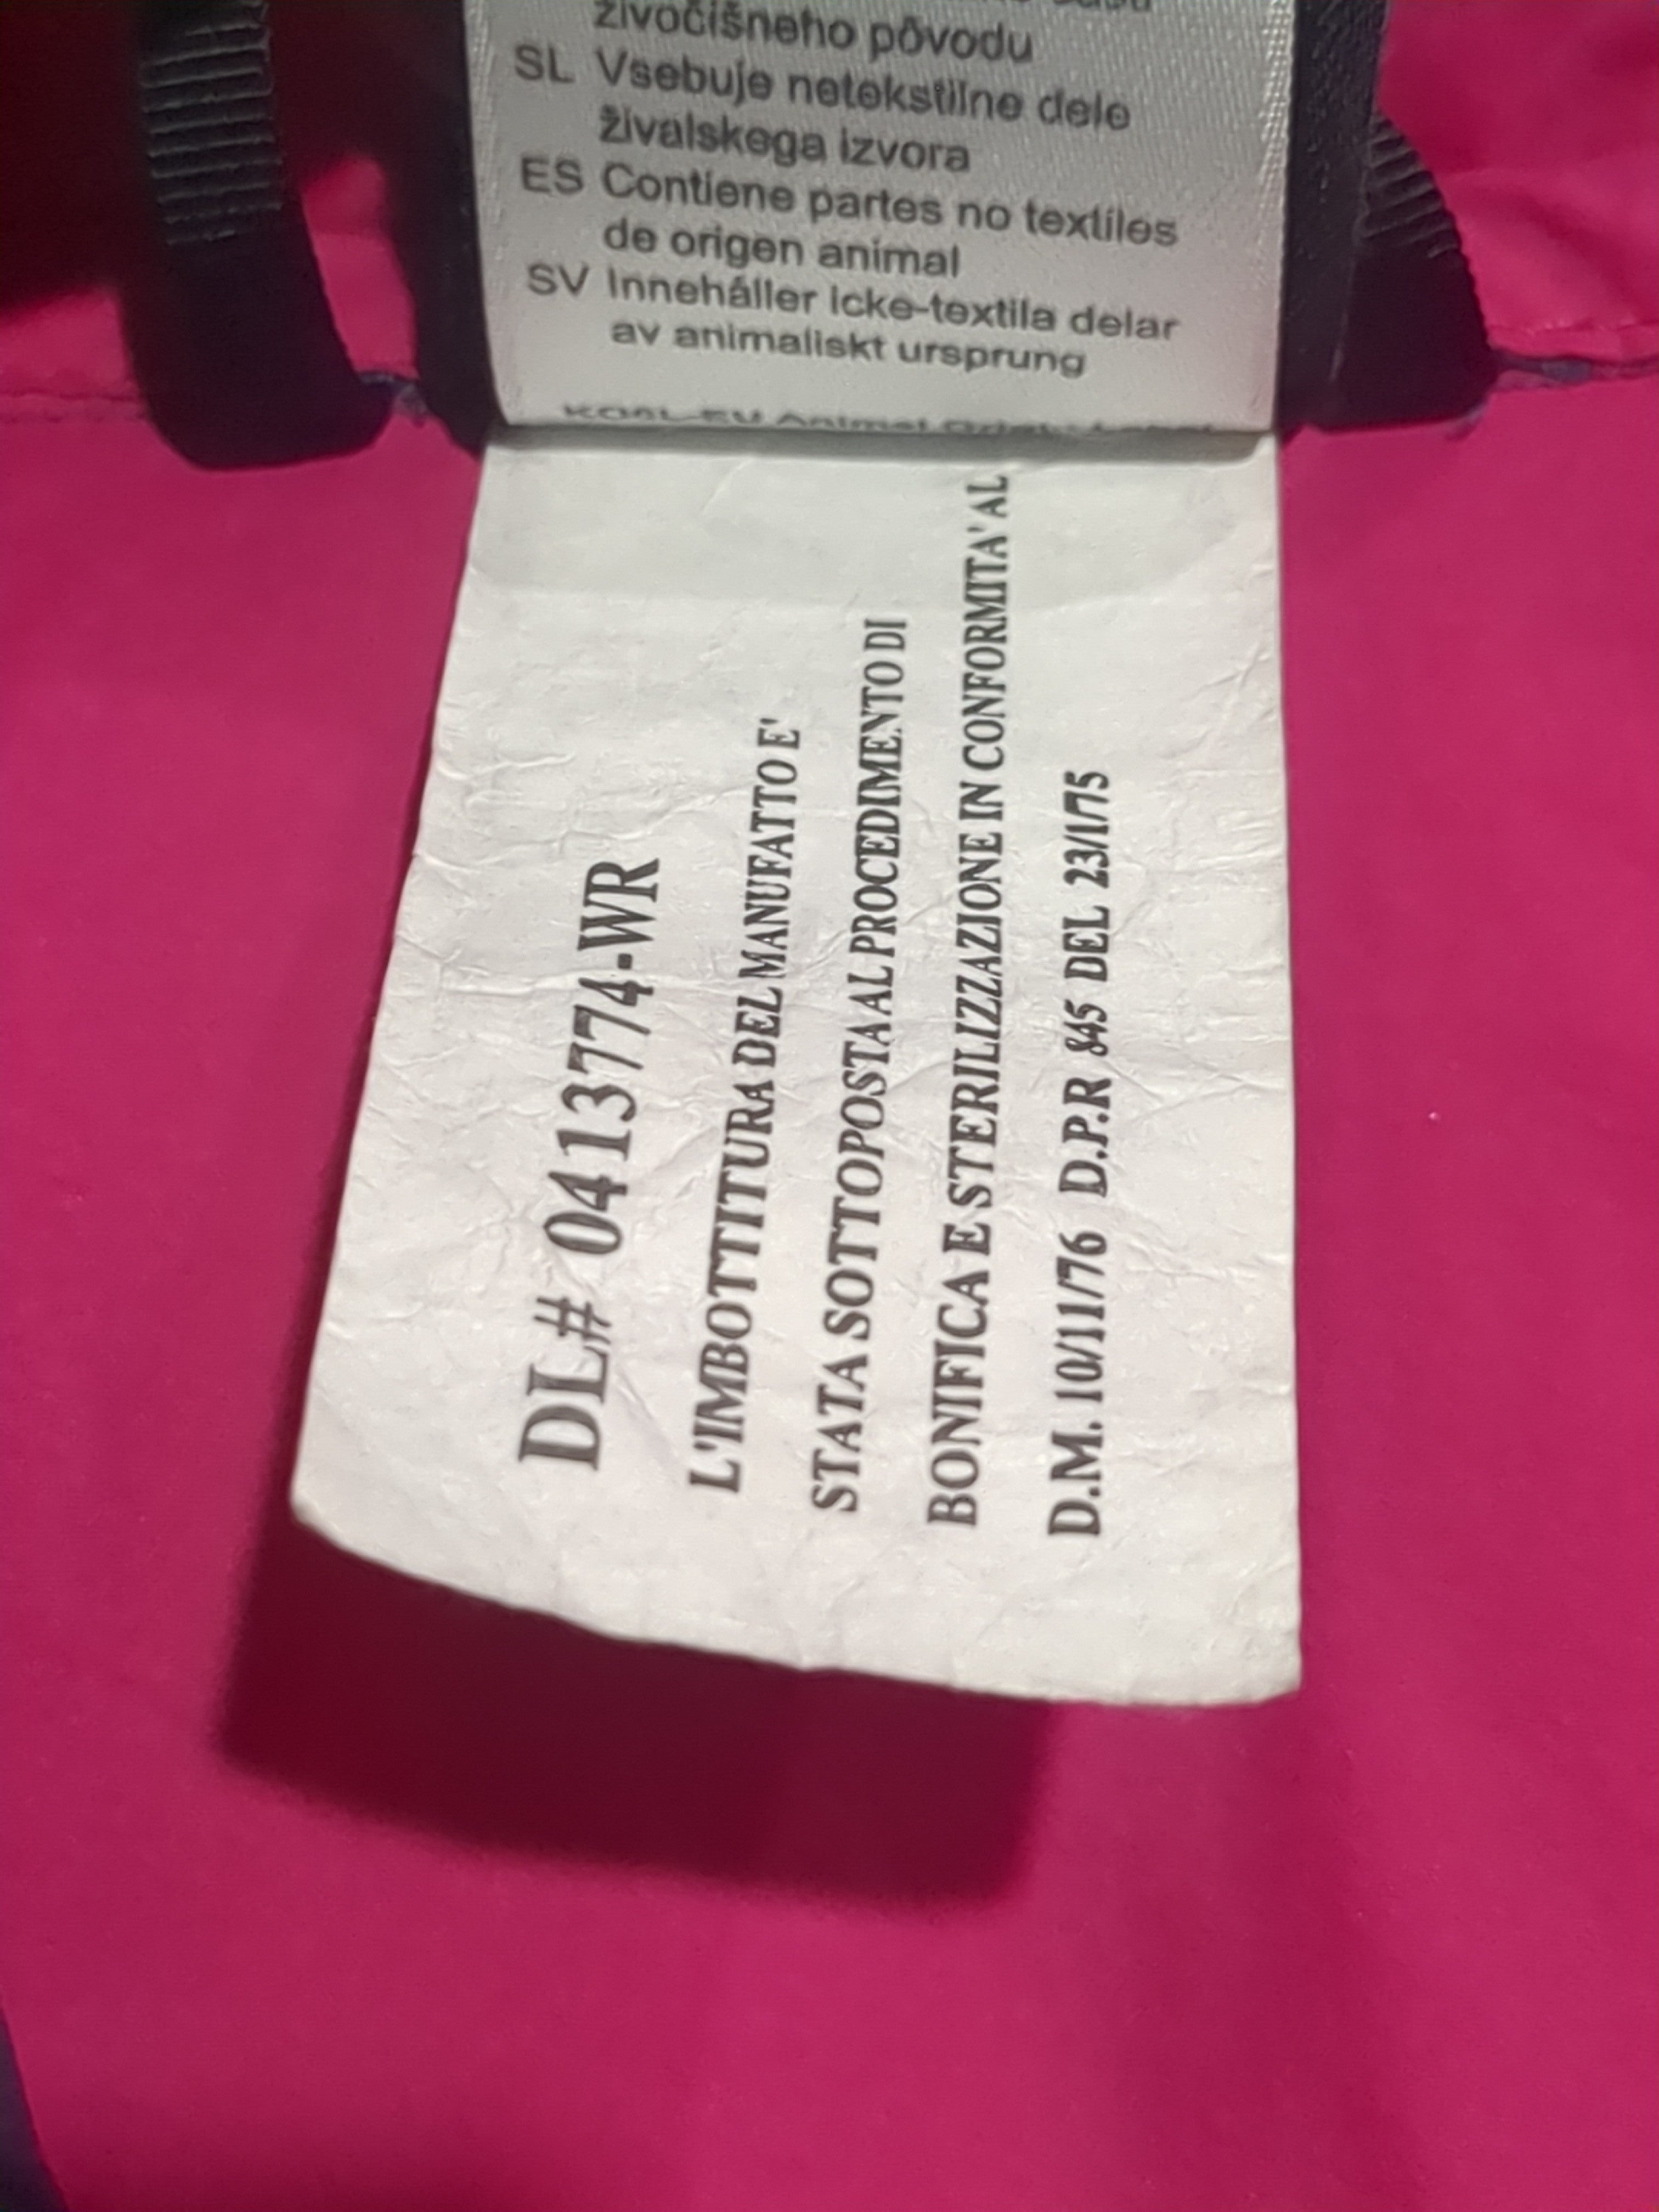 živočíšneho pôvodu
SL Vsebuje netekstilne dele
živalskega izvora
ES Contiene partes no textiles
de origen animal
SV Innehåller icke-textila delar
av animaliskt ursprung
DL# 0413774-WR
L'IMBOTTITURA DEL MANUFATTO E'
STATA SOTTOPOSTA AL PROCEDIMENTO DI
BONIFICA E STERILIZZAZIONE IN CONFORMITA' AL
D.M. 10/11/76 D.P.R 845 DEL 23/1/75